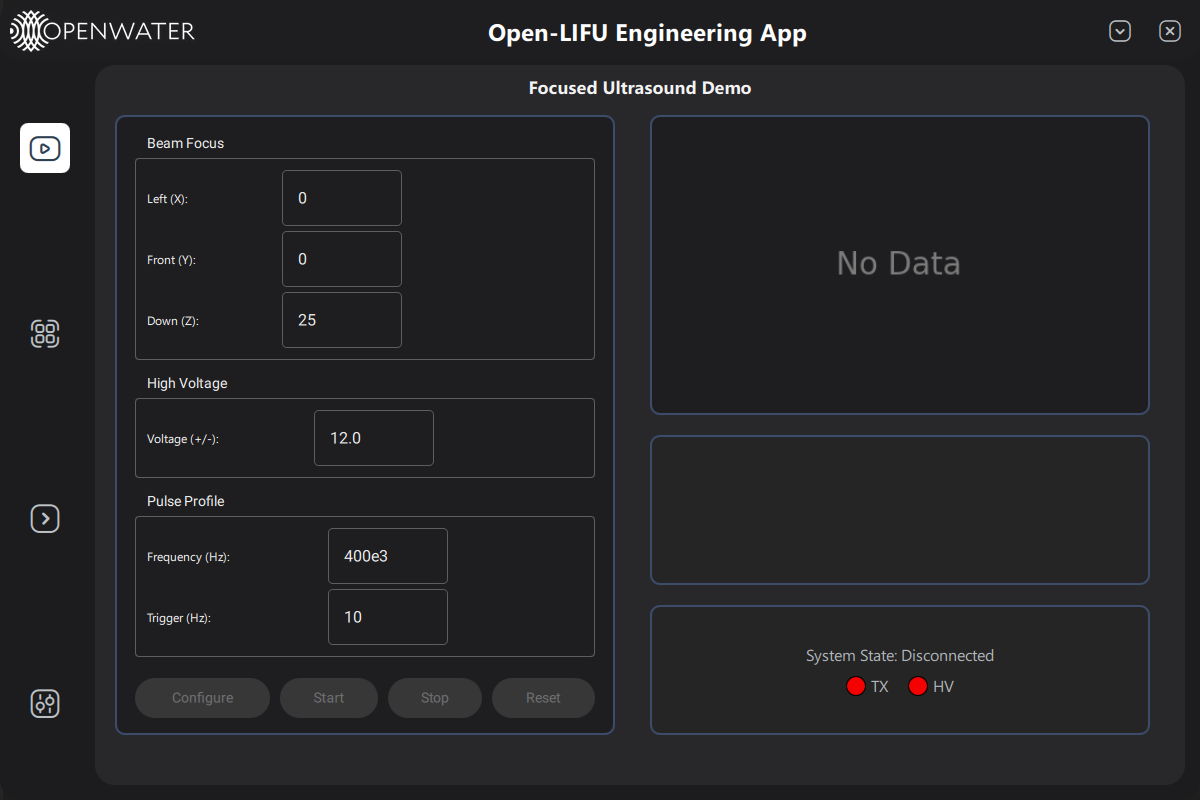 OPENWATER
Open-LIFU Engineering App
Focused Ultrasound Demo
Beam Focus
Left (X):
0
Front (Y):
0
Down (Z):
25
High Voltage
Voltage (+/-):
12.0
Pulse Profile
Frequency (Hz):
400e3
Trigger (Hz):
10
Configure
Start
Stop
Reset
No Data
System State: Disconnected
TX
HV